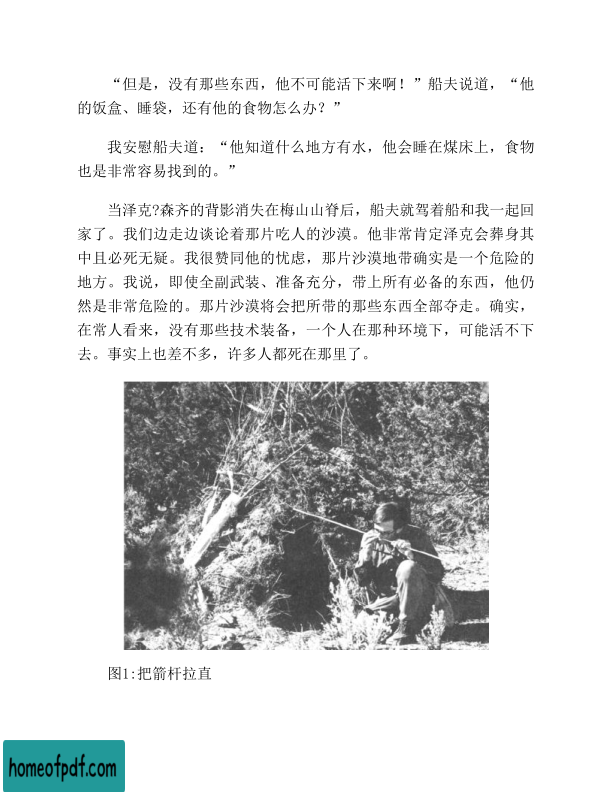 “但是，没有那些东西，他不可能活下来啊！”船夫说道，“他
的饭盒、睡袋，还有他的食物怎么办？”
我安慰船夫道：“他知道什么地方有水，他会睡在煤床上，食物
也是非常容易找到的。”
当泽克?森齐的背影消失在梅山山脊后，船夫就驾着船和我一起回
家了。我们边走边谈论着那片吃人的沙漠。他非常肯定泽克会葬身其
中且必死无疑。我很赞同他的忧虑，那片沙漠地带确实是一个危险的
地方。我说，即使全副武装、准备充分，带上所有必备的东西，他仍
然是非常危险的。那片沙漠将会把所带的那些东西全部夺走。确实，
在常人看来，没有那些技术装备，一个人在那种环境下，可能活不下
去。事实上也差不多，许多人都死在那里了。
图1:把箭杆拉直
homeofpdf.com